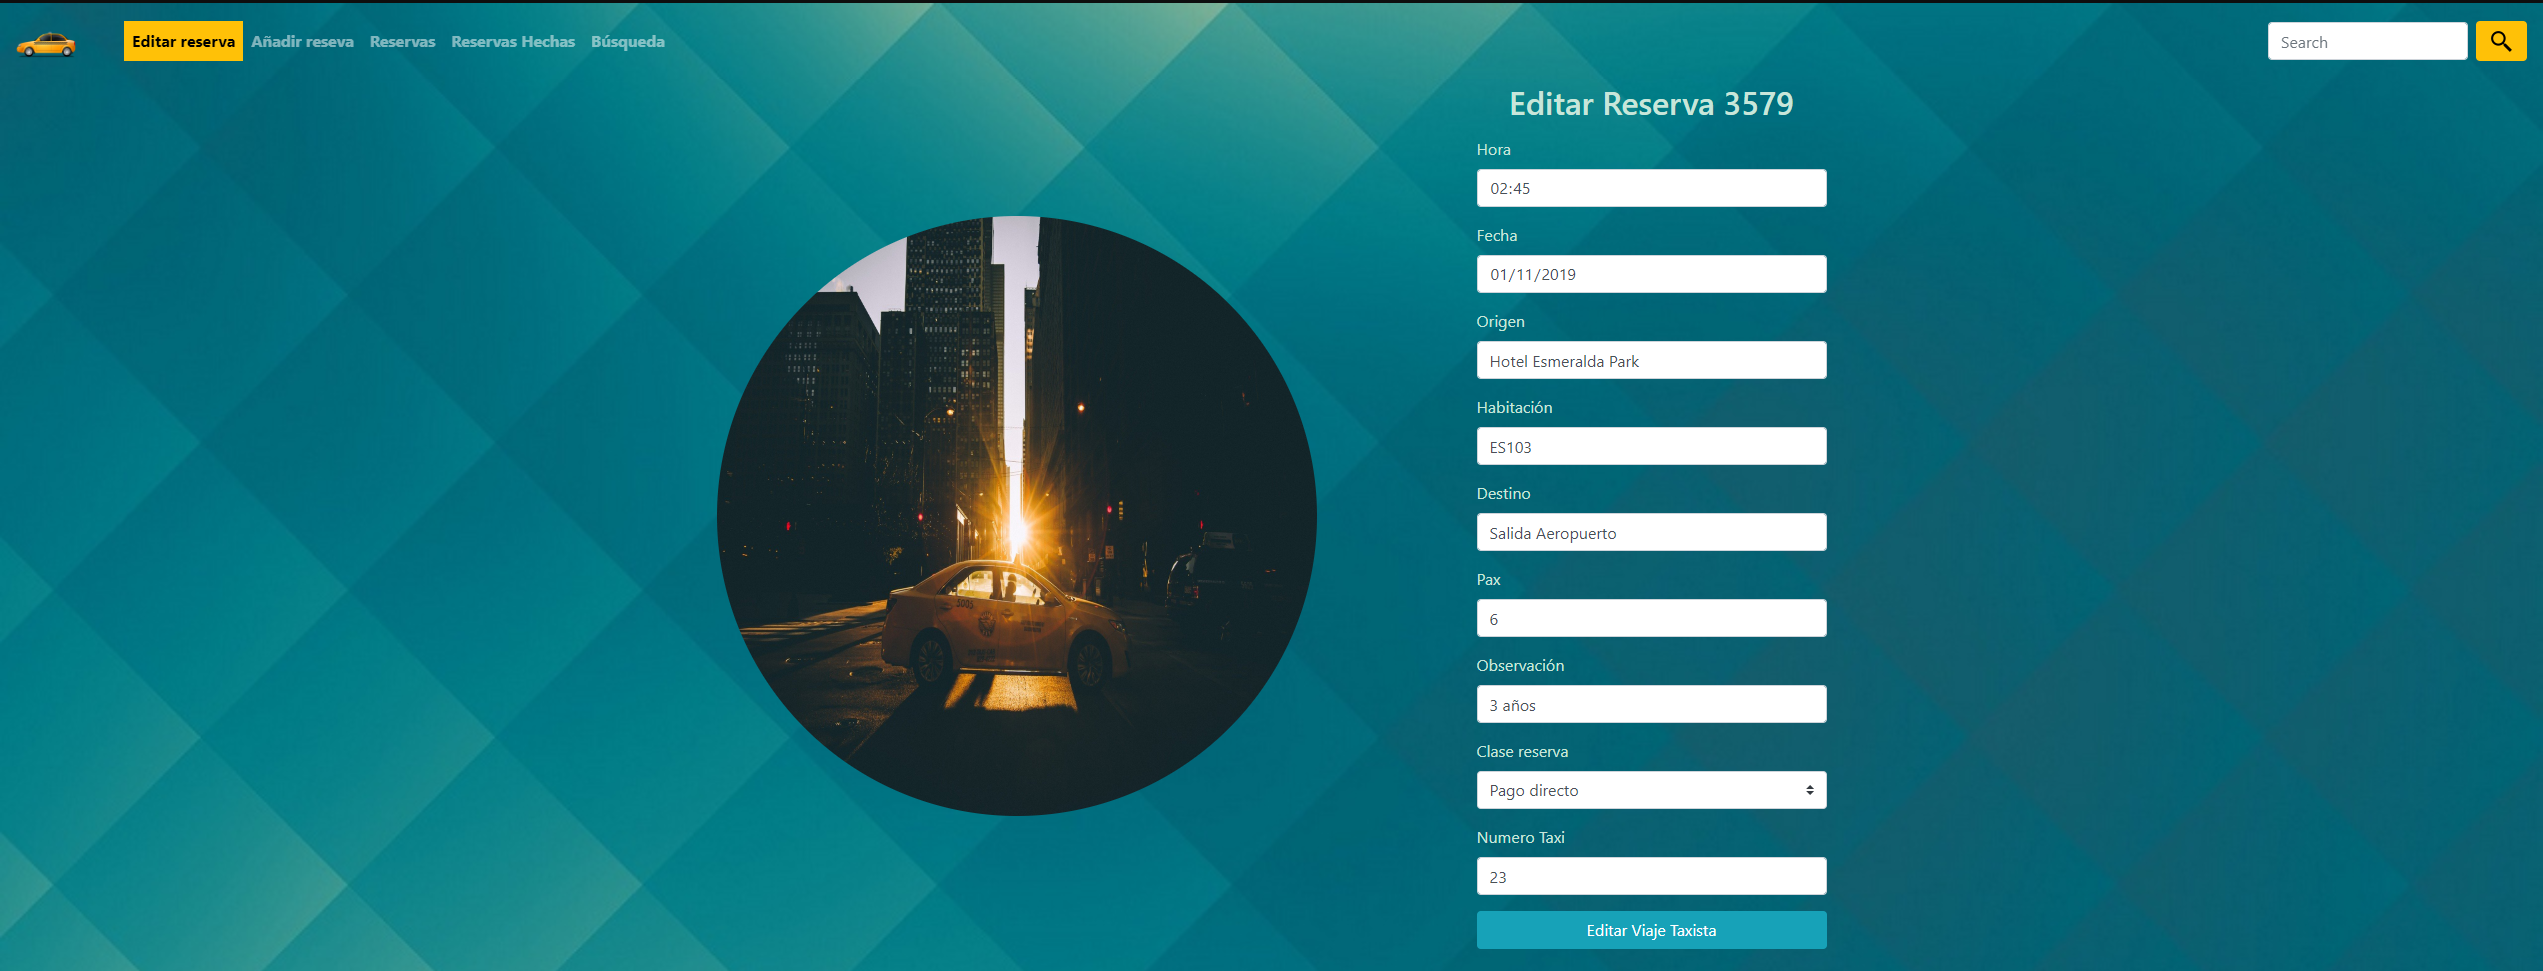 Editar reserva Añadir reseva Reservas Reservas Hechas Búsqueda Search
Editar Reserva 3579
Hora
02:45
Fecha
01/11/2019
Origen
Hotel Esmeralda Park
Habitación
ES103
Destino
Salida Aeropuerto
Pax
6
Observación
3 años
Clase reserva
Pago directo
Numero Taxi
23
Editar Viaje Taxista
5005